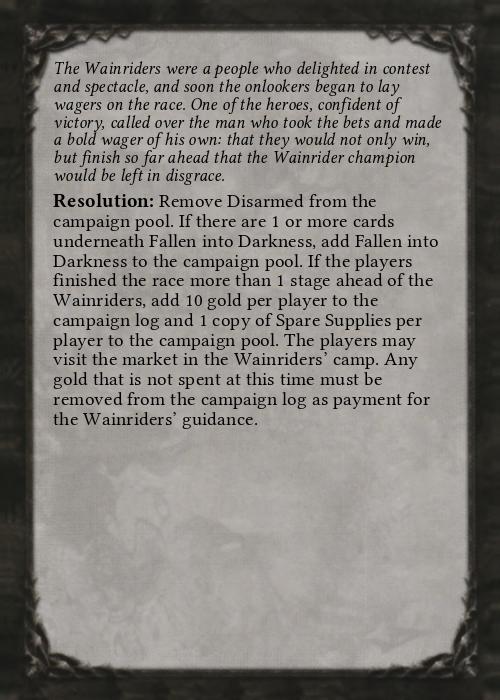 The Wainriders were a people who delighted in contest
and spectacle, and soon the onlookers began to lay
wagers on the race. One of the heroes, confident of
victory, called over the man who took the bets and made
a bold wager of his own: that they would not only win,
but finish so far ahead that the Wainrider champion
would be left in disgrace.
Resolution: Remove Disarmed from the
campaign pool. If there are 1 or more cards
underneath Fallen into Darkness, add Fallen into
Darkness to the campaign pool. If the players
finished the race more than 1 stage ahead of the
Wainriders, add 10 gold per player to the
campaign log and 1 copy of Spare Supplies per
player to the campaign pool. The players may
visit the market in the Wainriders’ camp. Any
gold that is not spent at this time must be
removed from the campaign log as payment for
the Wainriders’ guidance.